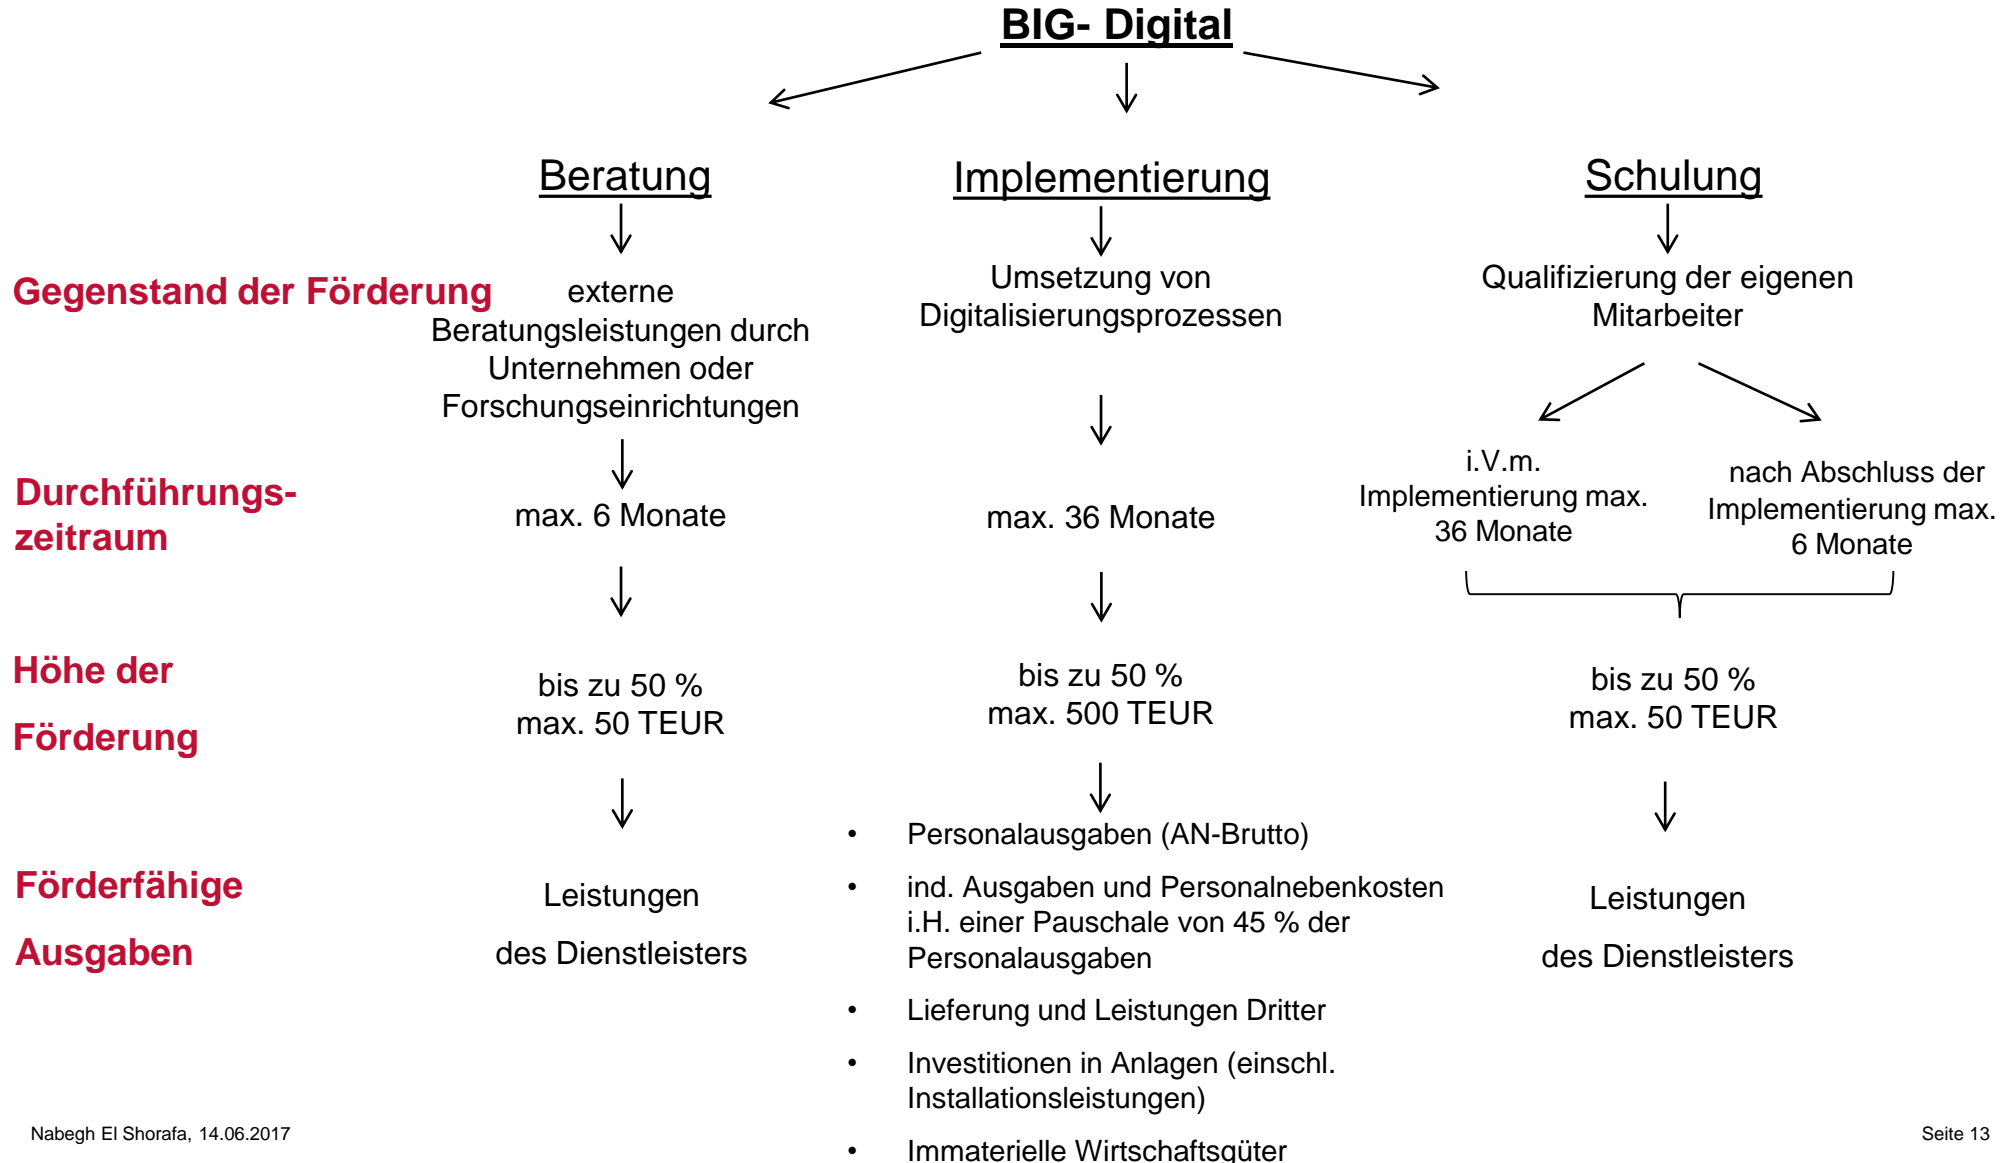 BIG- Digital
Beratung
Implementierung
Schulung
Gegenstand der Förderung
externe
Beratungsleistungen durch
Unternehmen oder
Forschungseinrichtungen
Umsetzung von
Digitalisierungsprozessen
Qualifizierung der eigenen
Mitarbeiter
Durchführungs-
zeitraum
max. 6 Monate
max. 36 Monate
i.V.m.
Implementierung max.
36 Monate
nach Abschluss der
Implementierung max.
6 Monate
Höhe der
Förderung
bis zu 50 %
max. 50 TEUR
bis zu 50 %
max. 500 TEUR
bis zu 50 %
max. 50 TEUR
Förderfähige
Ausgaben
Leistungen
des Dienstleisters
• Personalausgaben (AN-Brutto)
• ind. Ausgaben und Personalnebenkosten
i.H. einer Pauschale von 45 % der
Personalausgaben
• Lieferung und Leistungen Dritter
• Investitionen in Anlagen (einschl.
Installationsleistungen)
• Immaterielle Wirtschaftsgüter
Leistungen
des Dienstleisters
Nabegh El Shorafa, 14.06.2017
Seite 13